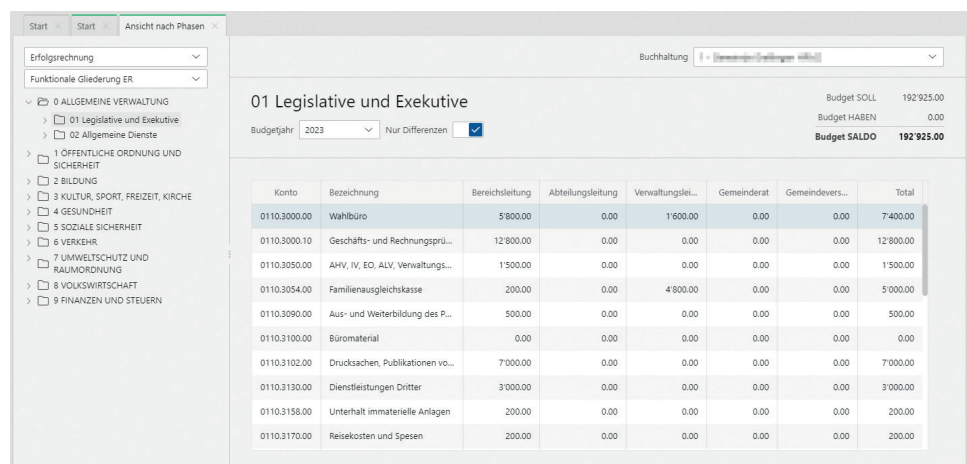 Start Start Ansicht nach Phasen
Erfolgsrechnung
Funktionale Gliederung ER
0 ALLGEMEINE VERWALTUNG
01 Legislative und Exekutive
02 Allgemeine Dienste
1 ÖFFENTLICHE ORDNUNG UND
SICHERHEIT
2 BILDUNG
3 KULTUR, SPORT, FREIZEIT, KIRCHE
4 GESUNDHEIT
5 SOZIALE SICHERHEIT
6 VERKEHR
7 UMWELTSCHUTZ UND
RAUMORDNUNG
8 VOLKSWIRTSCHAFT
9 FINANZEN UND STEUERN
Buchhaltung
01 Legislative und Exekutive
Budgetjahr 2023 Nur Differenzen
Budget SOLL 192'925.00
Budget HABEN 0.00
Budget SALDO 192'925.00
Konto Bezeichnung Bereichsleitung Abteilungsleitung Verwaltungslei... Gemeinderat Gemeindevers... Total
0110.3000.00 Wahlbüro 5'800.00 0.00 1'600.00 0.00 0.00 7'400.00
0110.3000.10 Geschäfts- und Rechnungsprü... 12'800.00 0.00 0.00 0.00 0.00 12'800.00
0110.3050.00 AHV, IV, EO, ALV, Verwaltungs... 1'500.00 0.00 0.00 0.00 0.00 1'500.00
0110.3054.00 Familienausgleichskasse 200.00 0.00 4'800.00 0.00 0.00 5'000.00
0110.3090.00 Aus- und Weiterbildung des P... 500.00 0.00 0.00 0.00 0.00 500.00
0110.3100.00 Büromaterial 0.00 0.00 0.00 0.00 0.00 0.00
0110.3102.00 Drucksachen, Publikationen vo... 7'000.00 0.00 0.00 0.00 0.00 7'000.00
0110.3130.00 Dienstleistungen Dritter 3'000.00 0.00 0.00 0.00 0.00 3'000.00
0110.3158.00 Unterhalt immaterielle Anlagen 200.00 0.00 0.00 0.00 0.00 200.00
0110.3170.00 Reisekosten und Spesen 200.00 0.00 0.00 0.00 0.00 200.00